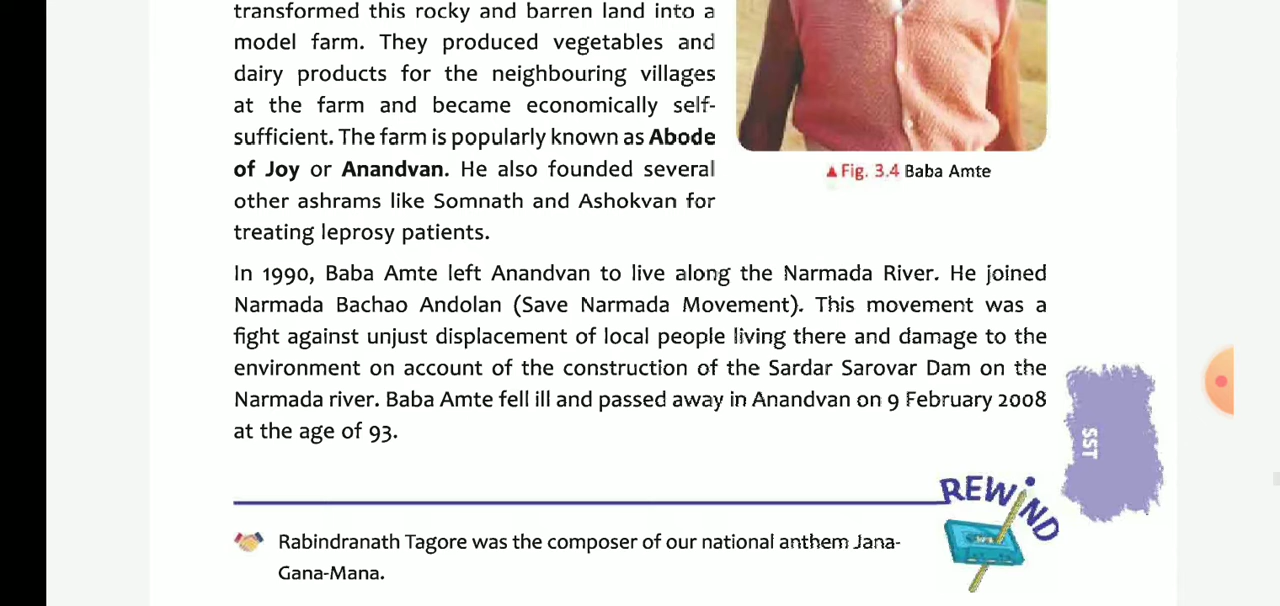 transformed this rocky and barren land into a
model farm. They produced vegetables and
dairy products for the neighbouring villages
at the farm and became economically self-
sufficient. The farm is popularly known as Abode
of Joy or Anandvan. He also founded several
other ashrams like Somnath and Ashokvan for
treating leprosy patients.
▲Fig. 3.4 Baba Amte
In 1990, Baba Amte left Anandvan to live along the Narmada River. He joined
Narmada Bachao Andolan (Save Narmada Movement). This movement was a
fight against unjust displacement of local people living there and damage to the
environment on account of the construction of the Sardar Sarovar Dam on the
Narmada river. Baba Amte fell ill and passed away in Anandvan on 9 February 2008
at the age of 93.
SST
REWIND
Rabindranath Tagore was the composer of our national anthem Jana-
Gana-Mana.